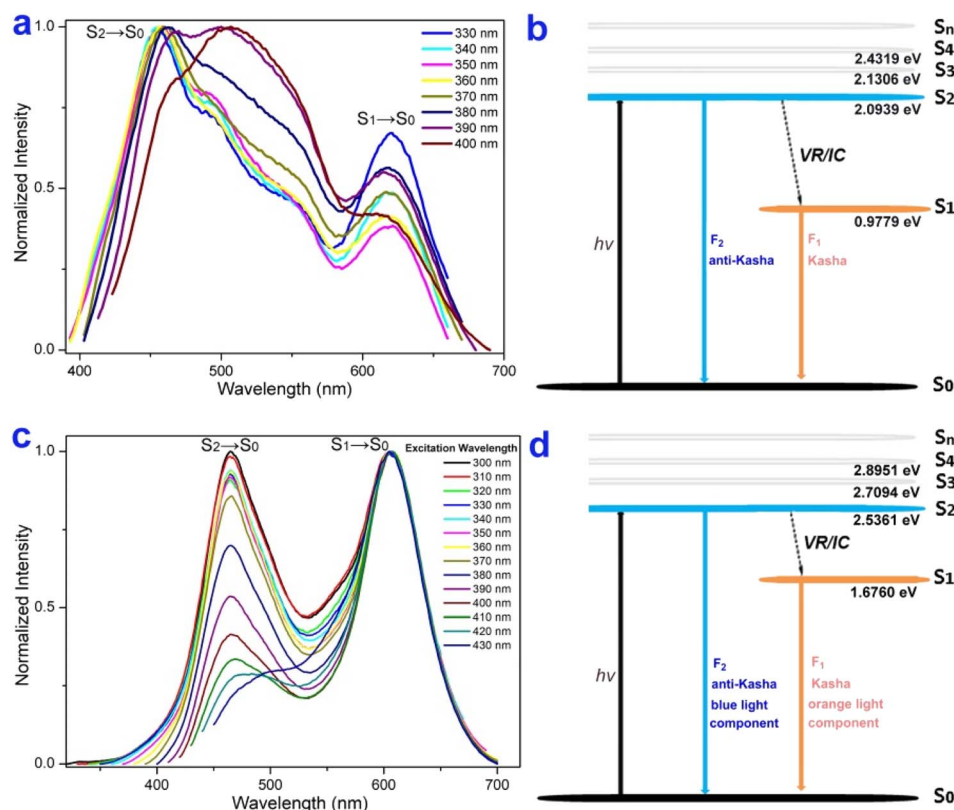 a
S2→S0
S1→S0
330 nm
340 nm
350 nm
360 nm
370 nm
380 nm
390 nm
400 nm
Normalized Intensity
1.0
0.5
0.0
400
500
600
700
Wavelength (nm)
b
Sn
S4
2.4319 eV
S3
2.1306 eV
S2
2.0939 eV
VR/IC
S1
0.9779 eV
hv
F2
anti-Kasha
F1
Kasha
S0
c
S2→S0
S1→S0
Excitation Wavelength
300 nm
310 nm
320 nm
330 nm
340 nm
350 nm
360 nm
370 nm
380 nm
390 nm
400 nm
410 nm
420 nm
430 nm
Normalized Intensity
1.0
0.5
0.0
400
500
600
700
Wavelength (nm)
d
Sn
S4
2.8951 eV
S3
2.7094 eV
S2
2.5361 eV
VR/IC
S1
1.6760 eV
hv
F2
anti-Kasha
blue light
component
F1
Kasha
orange light
component
S0